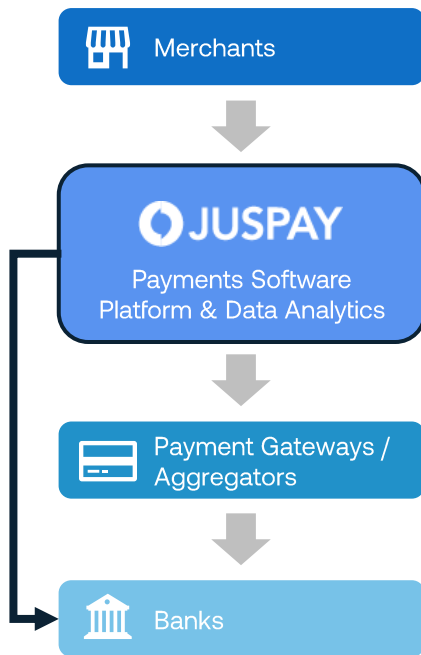 Merchants
JUSPAY
Payments Software
Platform & Data Analytics
Payment Gateways /
Aggregators
Banks